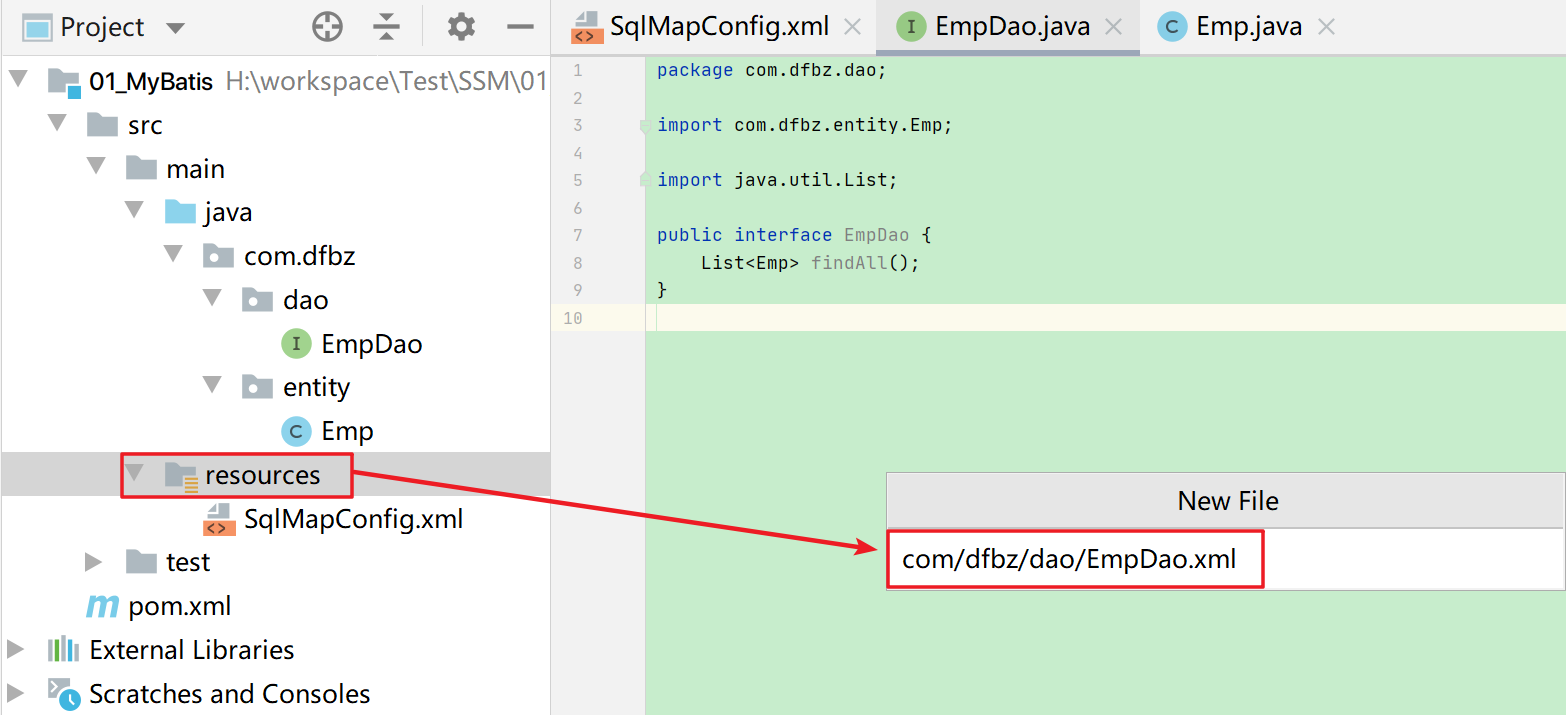 Project
01_MyBatis H:\workspace\Test\SSM\01
src
main
java
com.dfbz
dao
I EmpDao
entity
C Emp
resources
<> SqlMapConfig.xml
test
m pom.xml
External Libraries
Scratches and Consoles
<> SqlMapConfig.xml I EmpDao.java C Emp.java
1 package com.dfbz.dao;
2
3 import com.dfbz.entity.Emp;
4
5 import java.util.List;
6
7 public interface EmpDao {
8 List<Emp> findAll();
9 }
10
New File
com/dfbz/dao/EmpDao.xml